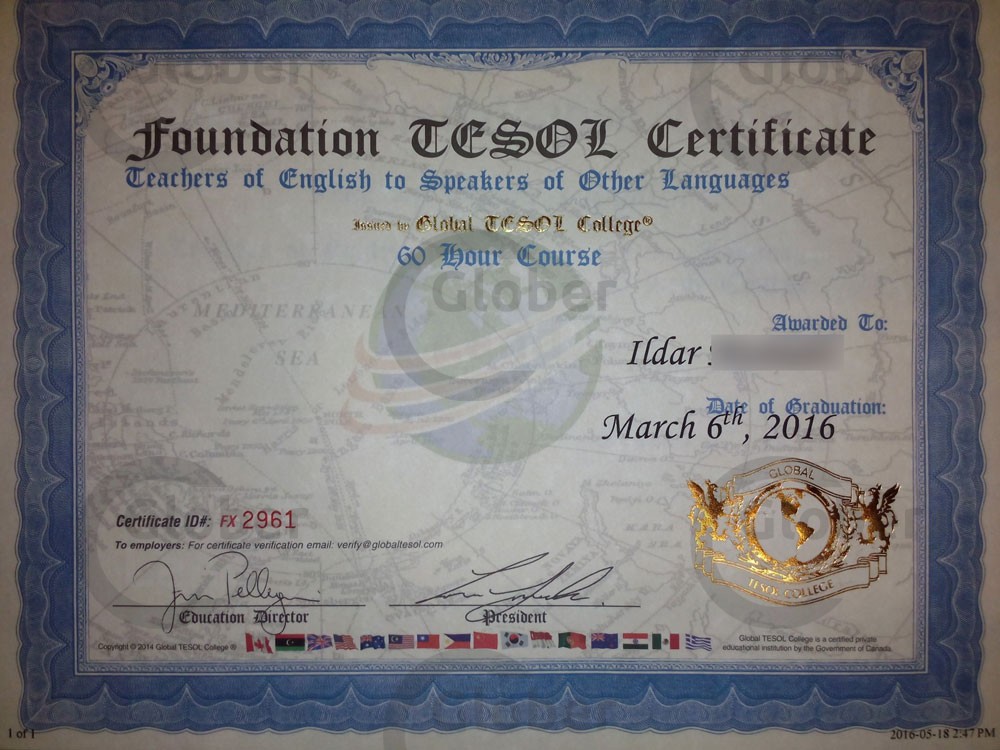 Foundation TESOL Certificate
Teachers of English to Speakers of Other Languages
Issued by Global TESOL College®
60 Hour Course
Glober
MEDITERRANEAN
SEA
Awarded To:
Ildar
Date of Graduation:
March 6th, 2016
GLOBAL
TESOL COLLEGE
Certificate ID#: FX 2961
To employers: For certificate verification email: verify@globaltesol.com
Education Director
President
Copyright © 2014 Global TESOL College ®
Global TESOL College is a certified private
educational institution by the Government of Canada.
1 of 1
2016-05-18 2:47 PM